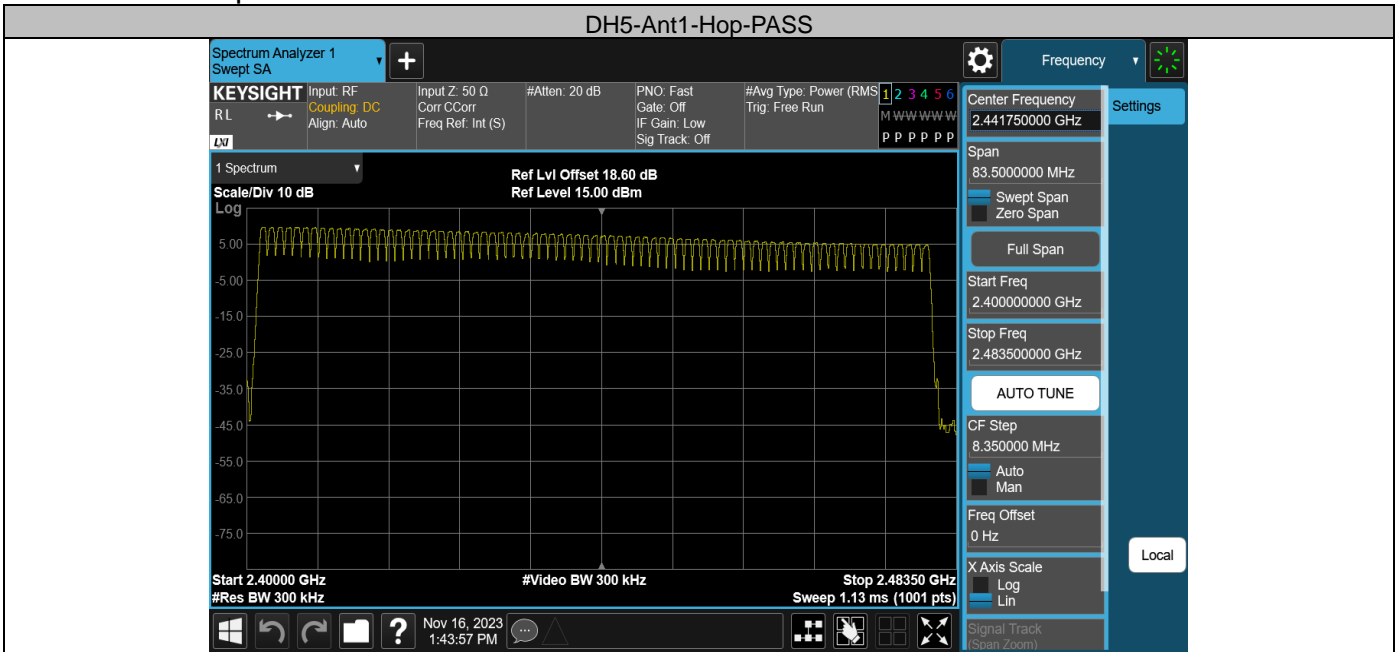 DH5-Ant1-Hop-PASS
Spectrum Analyzer 1
Swept SA
+
Frequency
KEYSIGHT
RL
LXI
Input: RF
Coupling: DC
Align: Auto
Input Z: 50 Ω
Corr CCorr
Freq Ref: Int (S)
#Atten: 20 dB
PNO: Fast
Gate: Off
IF Gain: Low
Sig Track: Off
#Avg Type: Power (RMS
Trig: Free Run
1 2 3 4 5 6
M W W W W W
P P P P P P
1 Spectrum
Scale/Div 10 dB
Log
Ref Lvl Offset 18.60 dB
Ref Level 15.00 dBm
5.00
-5.00
-15.0
-25.0
-35.0
-45.0
-55.0
-65.0
-75.0
Start 2.40000 GHz
#Res BW 300 kHz
#Video BW 300 kHz
Stop 2.48350 GHz
Sweep 1.13 ms (1001 pts)
Center Frequency
2.441750000 GHz
Settings
Span
83.5000000 MHz
Swept Span
Zero Span
Full Span
Start Freq
2.400000000 GHz
Stop Freq
2.483500000 GHz
AUTO TUNE
CF Step
8.350000 MHz
Auto
Man
Freq Offset
0 Hz
X Axis Scale
Log
Lin
Signal Track
(Span Zoom)
Local
?
Nov 16, 2023
1:43:57 PM